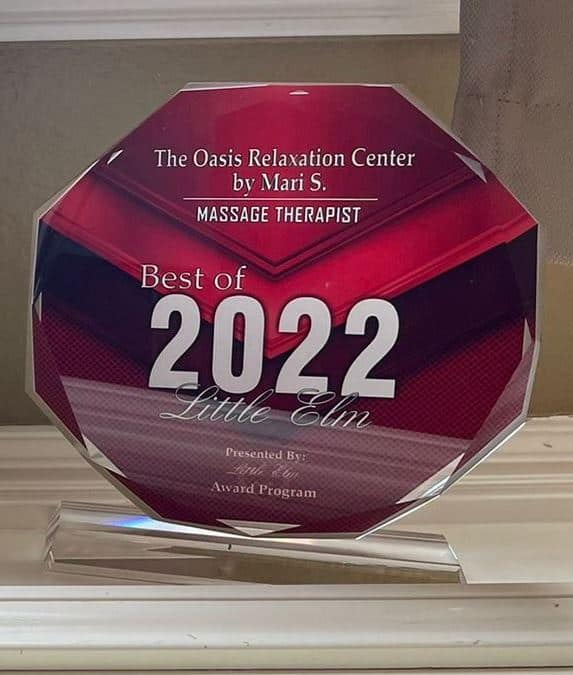 The Oasis Relaxation Center
by Mari S.
MASSAGE THERAPIST
Best of
2022
Little Elm
Presented By:
Little Elm
Award Program